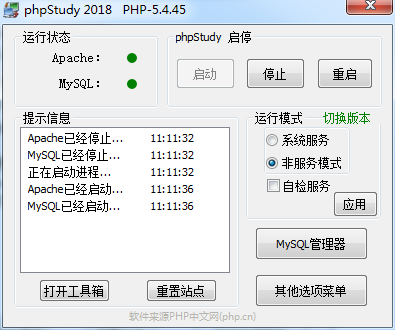 phpStudy 2018 PHP-5.4.45
运行状态
Apache:
MySQL:
phpStudy 启停
启动 停止 重启
提示信息
Apache已经停止... 11:11:32
MySQL已经停止... 11:11:32
正在启动进程... 11:11:32
Apache已经启动... 11:11:36
MySQL已经启动... 11:11:36
运行模式 切换版本
系统服务
非服务模式
自检服务
应用
MySQL管理器
打开工具箱 重置站点
其他选项菜单
软件来源PHP中文网(php.cn)